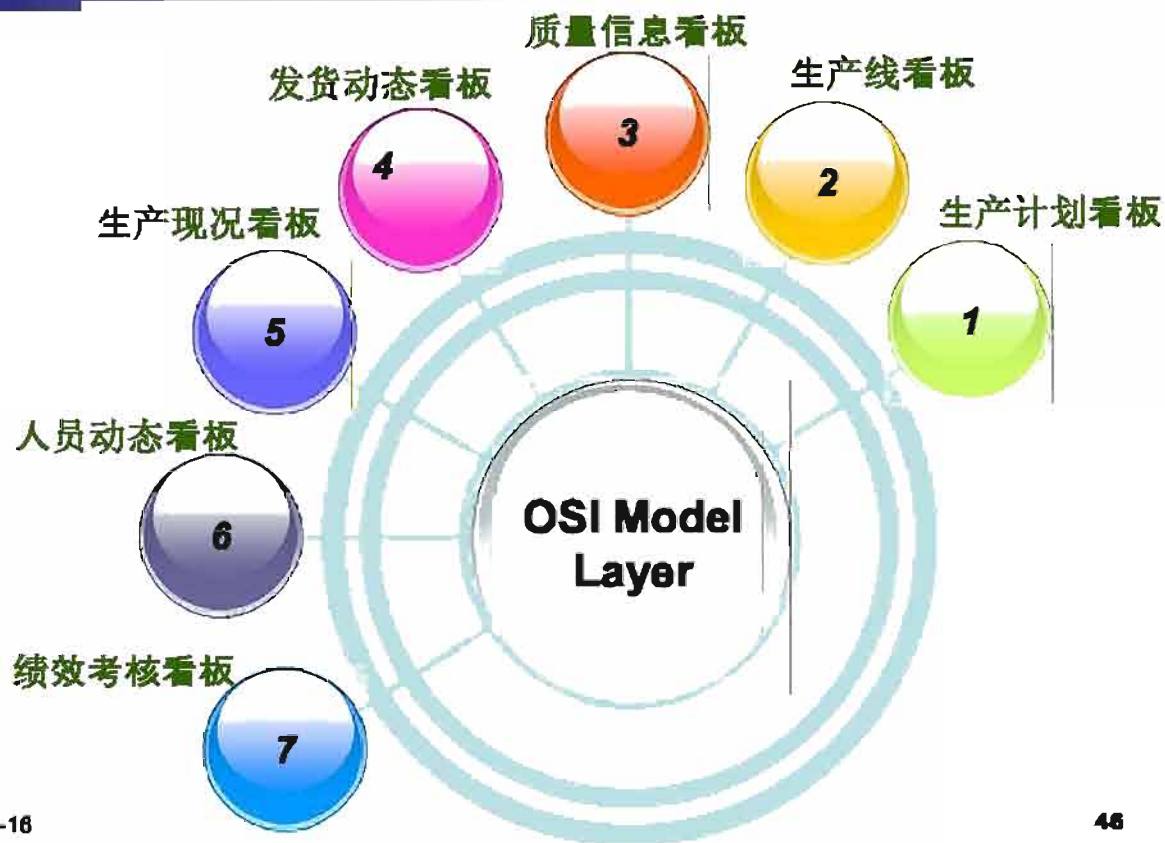 质量信息看板
发货动态看板
生产线看板
3
4
2
生产现况看板
生产计划看板
5
1
人员动态看板
6
OSI Model
Layer
绩效考核看板
7
-16
46